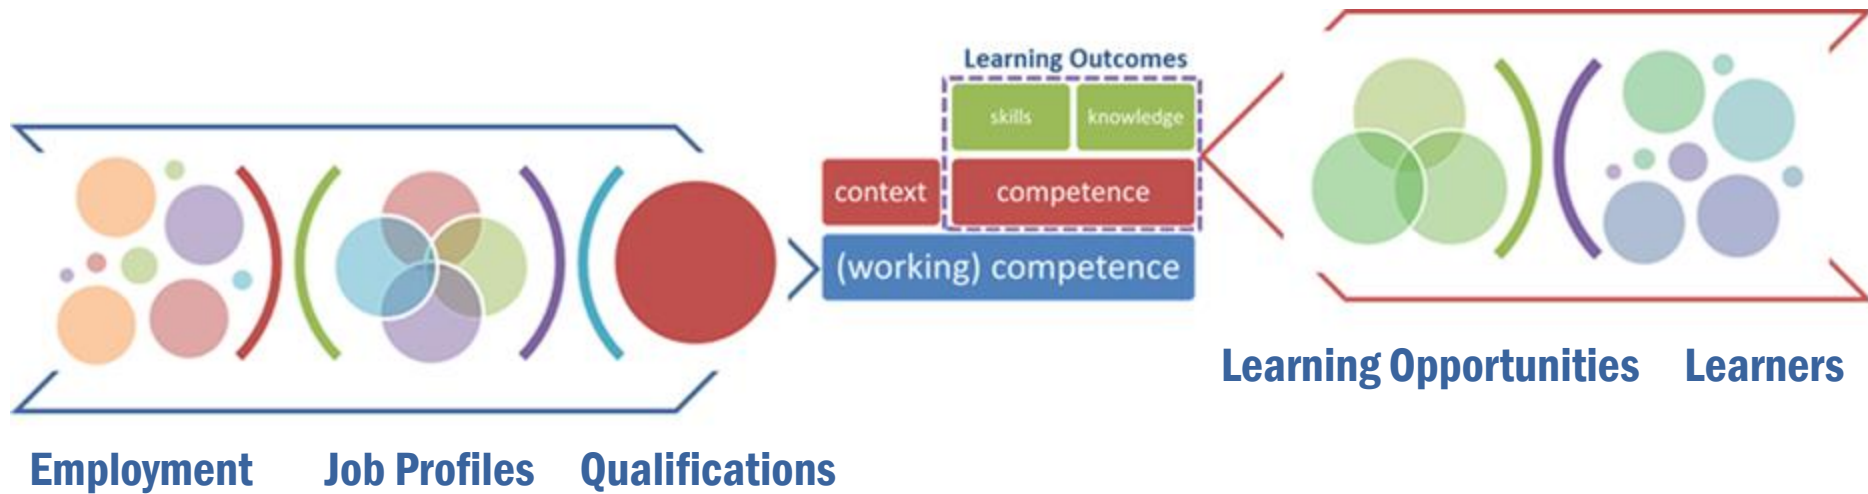 Learning Outcomes
skills knowledge
context competence
(working) competence
Learning Opportunities Learners
Employment Job Profiles Qualifications